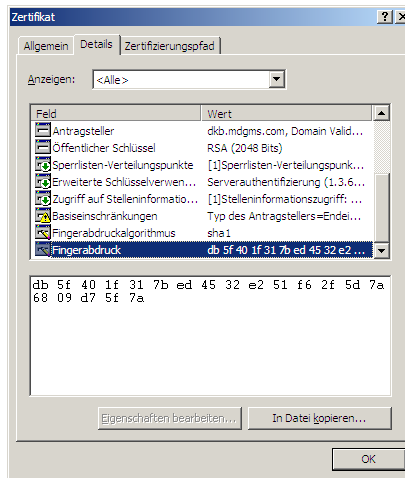 Zertifikat
Allgemein Details Zertifizierungspfad
Anzeigen: <Alle>
Feld Wert
Antragsteller dkb.mdgms.com, Domain Valid...
Öffentlicher Schlüssel RSA (2048 Bits)
Sperrlisten-Verteilungspunkte [1]Sperrlisten-Verteilungspunk...
Erweiterte Schlüsselverwen... Serverauthentifizierung (1.3.6...
Zugriff auf Stelleninformatio... [1]Stelleninformationszugriff: ...
Basiseinschränkungen Typ des Antragstellers=Endei...
Fingerabdruckalgorithmus sha1
Fingerabdruck db 5f 40 1f 31 7b ed 45 32 e2 ...
db 5f 40 1f 31 7b ed 45 32 e2 51 f6 2f 5d 7a
68 09 d7 5f 7a
Eigenschaften bearbeiten... In Datei kopieren...
OK